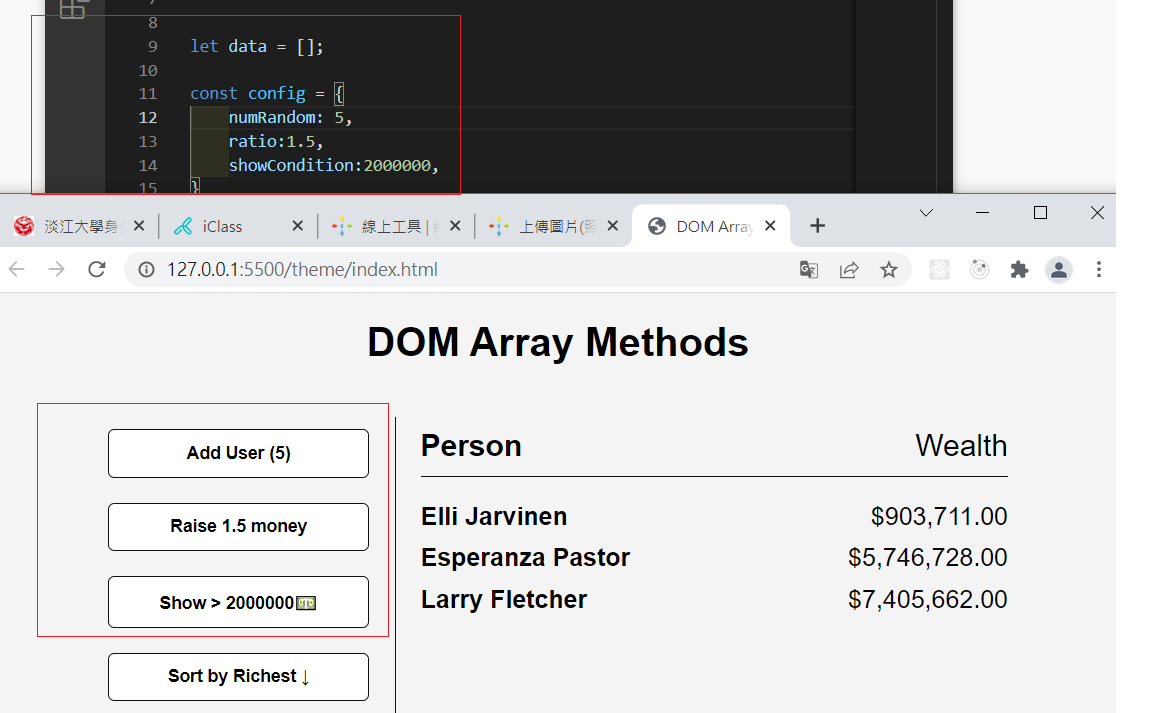 8
9 let data = [];
10
11 const config = {
12 numRandom: 5,
13 ratio:1.5,
14 showCondition:2000000,
15 }
淡江大學身 iClass 線上工具 | 上傳圖片(照 DOM Array
127.0.0.1:5500/theme/index.html
DOM Array Methods
Add User (5)
Raise 1.5 money
Show > 2000000💵
Sort by Richest ↓
Person Wealth
Elli Jarvinen $903,711.00
Esperanza Pastor $5,746,728.00
Larry Fletcher $7,405,662.00